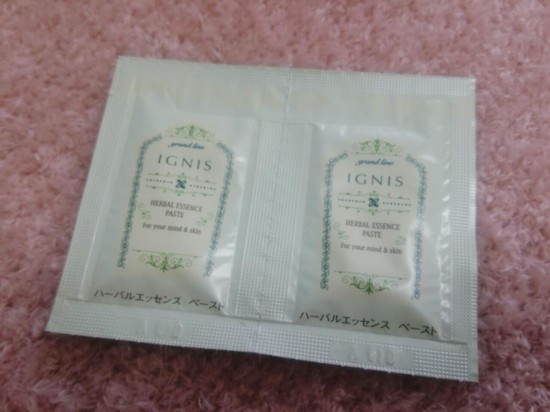 grand line
IGNIS
HERBAL ESSENCE
PASTE
For your mind & skin
ハーバルエッセンス ペースト
grand line
IGNIS
HERBAL ESSENCE
PASTE
For your mind & skin
ハーバルエッセンス ペースト